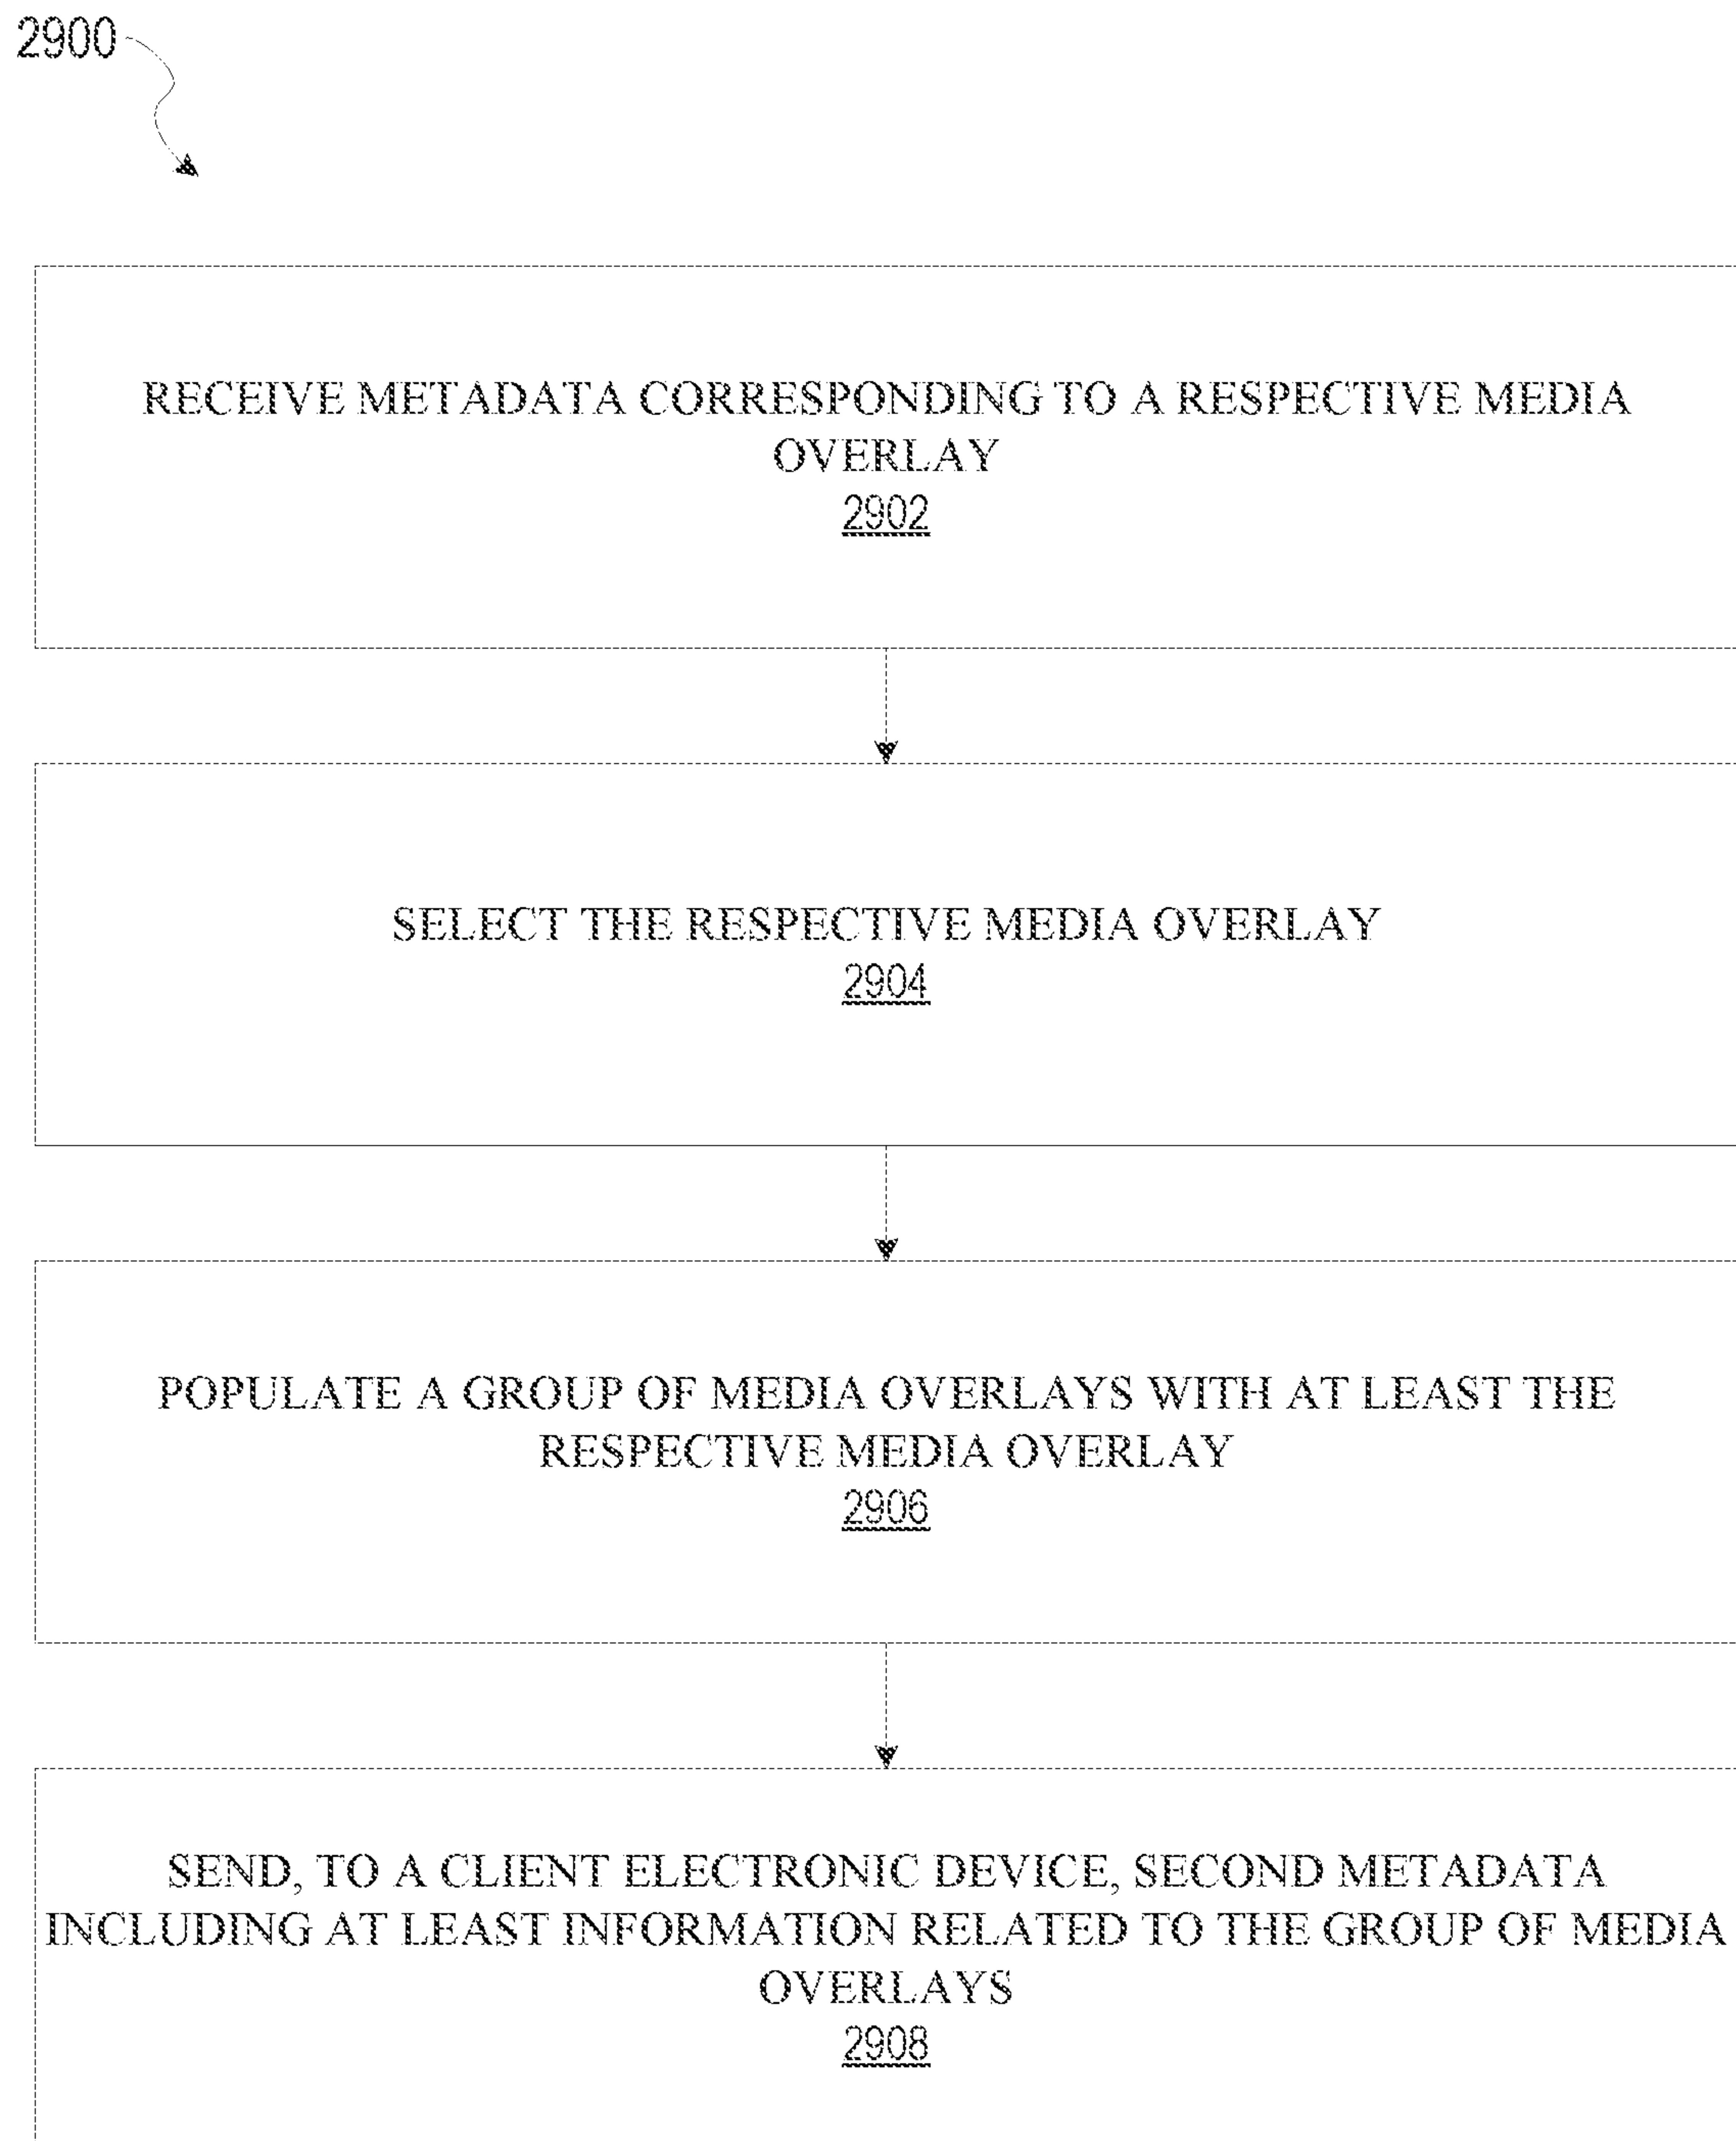 2900
RECEIVE METADATA CORRESPONDING TO A RESPECTIVE MEDIA
OVERLAY
2902
SELECT THE RESPECTIVE MEDIA OVERLAY
2904
POPULATE A GROUP OF MEDIA OVERLAYS WITH AT LEAST THE
RESPECTIVE MEDIA OVERLAY
2906
SEND, TO A CLIENT ELECTRONIC DEVICE, SECOND METADATA
INCLUDING AT LEAST INFORMATION RELATED TO THE GROUP OF MEDIA
OVERLAYS
2908